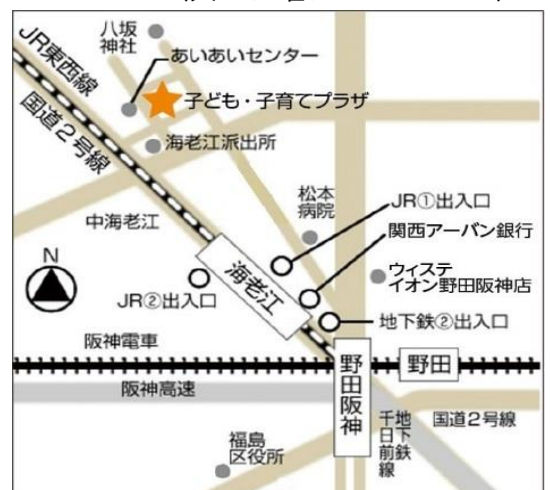 八坂
神社
あいあいセンター
JR東西線
国道２号線
子ども・子育てプラザ
海老江派出所
中海老江
松本
病院
JR①出入口
関西アーバン銀行
N
海老江
ウィステ
イオン野田阪神店
JR②出入口
地下鉄②出入口
阪神電車
野田阪神
野田
阪神高速
千日前線
地下鉄
国道２号線
福島
区役所